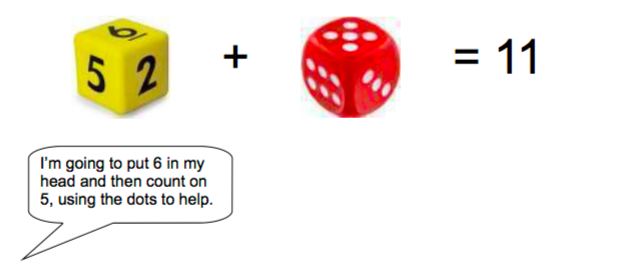 6
5 2 + = 11
I'm going to put 6 in my
head and then count on
5, using the dots to help.